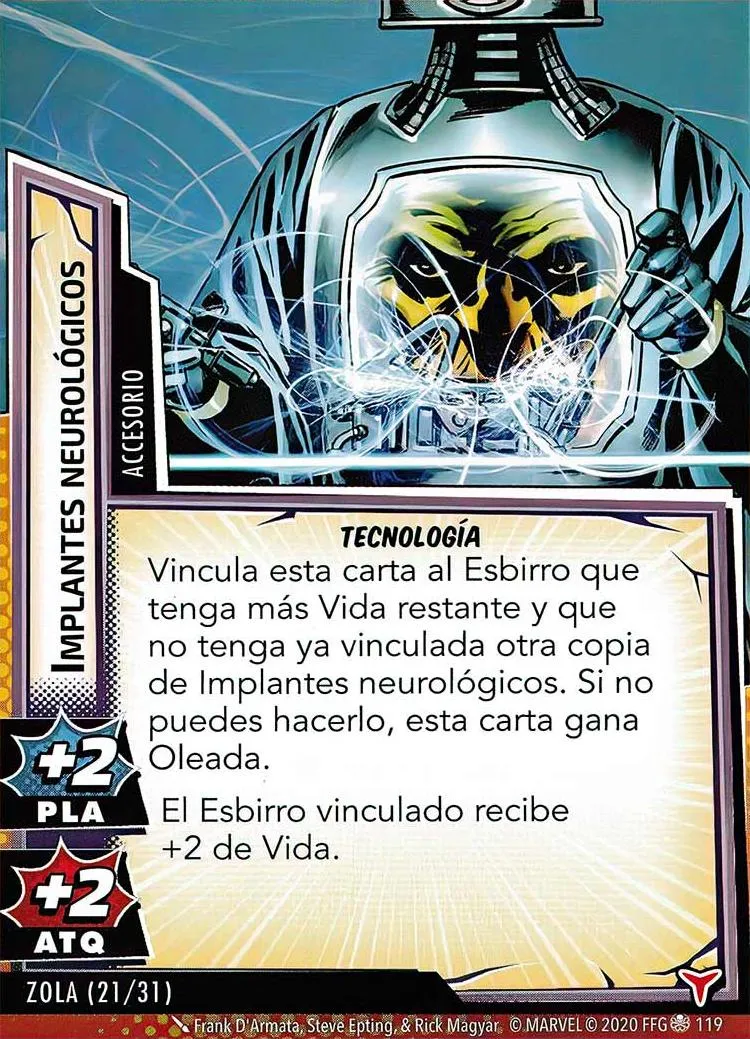 IMPLANTES NEUROLÓGICOS
ACCESORIO
TECNOLOGÍA
Vincula esta carta al Esbirro que
tenga más Vida restante y que
no tenga ya vinculada otra copia
de Implantes neurológicos. Si no
puedes hacerlo, esta carta gana
Oleada.
El Esbirro vinculado recibe
+2 de Vida.
+2
PLA
+2
ATQ
ZOLA (21/31)
Frank D'Armata, Steve Epting, & Rick Magyar. © MARVEL © 2020 FFG 119